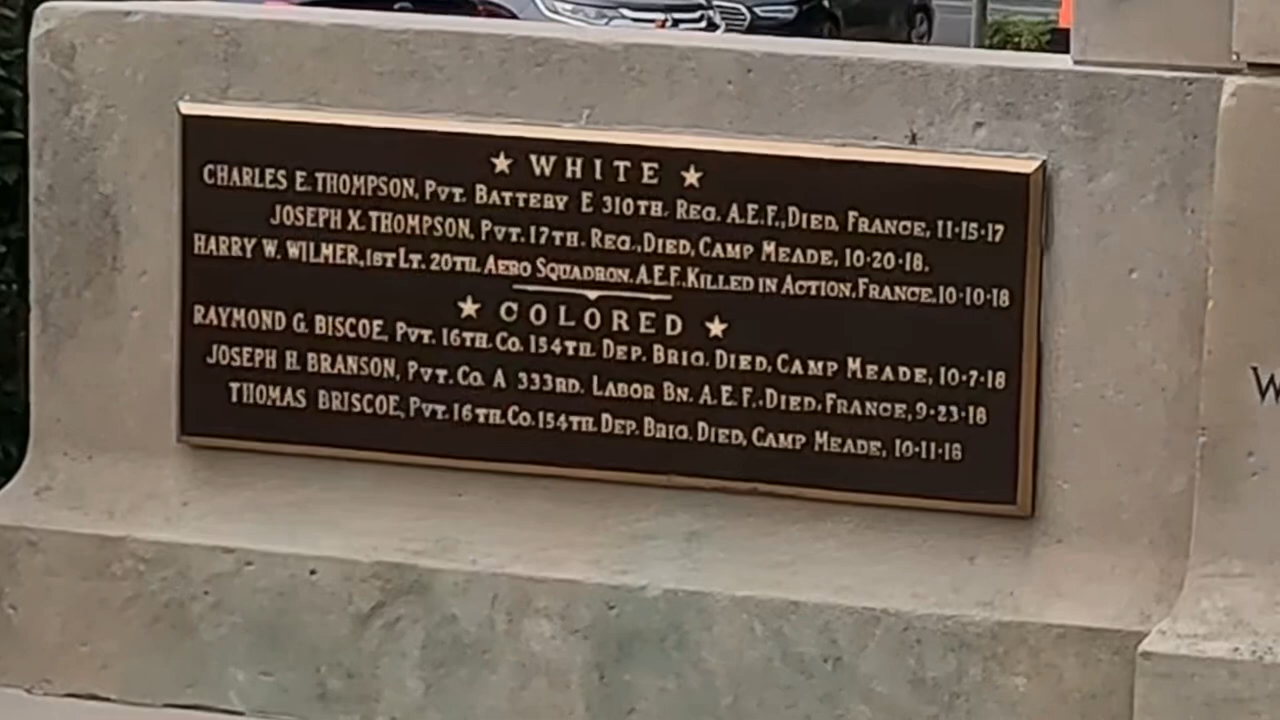 ★ WHITE ★
CHARLES E. THOMPSON, PVT. BATTERY E 310TH. REG. A.E.F., DIED, FRANCE, 11·15·17
JOSEPH X. THOMPSON, PVT. 17TH. REG., DIED, CAMP MEADE, 10·20·18.
HARRY W. WILMER, 1ST LT. 20TH. AERO SQUADRON. A.E.F. KILLED IN ACTION, FRANCE, 10·10·18
★ COLORED ★
RAYMOND G. BISCOE, PVT. 16TH. CO. 154TH. DEP. BRIG. DIED, CAMP MEADE, 10·7·18
JOSEPH H. BRANSON, PVT. CO. A 333RD. LABOR BN. A.E.F., DIED, FRANCE, 9·23·18
THOMAS BRISCOE, PVT. 16TH. CO. 154TH. DEP. BRIG. DIED, CAMP MEADE, 10·11·18